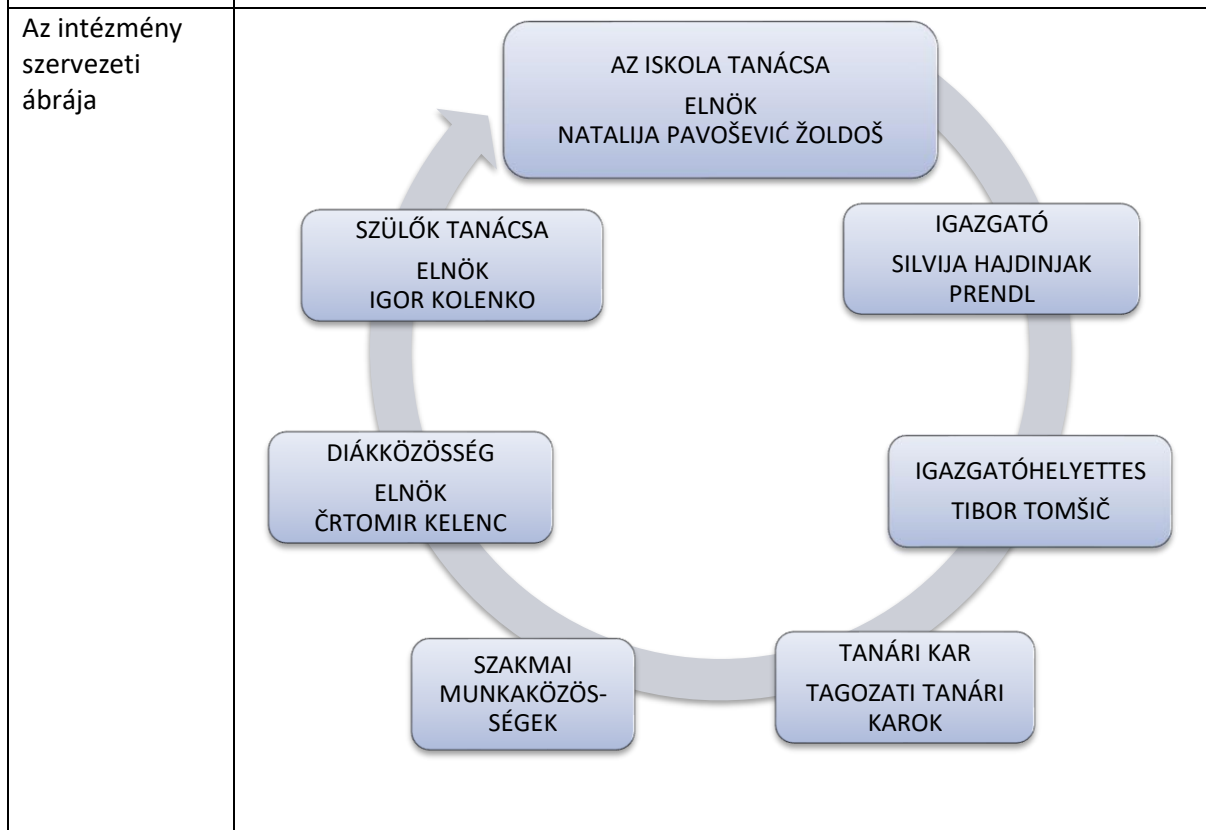 Az intézmény
szervezeti
ábrája
AZ ISKOLA TANÁCSA
ELNÖK
NATALIJA PAVOŠEVIĆ ŽOLDOŠ
IGAZGATÓ
SILVIJA HAJDINJAK
PRENDL
IGAZGATÓHELYETTES
TIBOR TOMŠIČ
TANÁRI KAR
TAGOZATI TANÁRI
KAROK
SZAKMAI
MUNKAKÖZÖS-
SÉGEK
DIÁKKÖZÖSSÉG
ELNÖK
ČRTOMIR KELENC
SZÜLŐK TANÁCSA
ELNÖK
IGOR KOLENKO